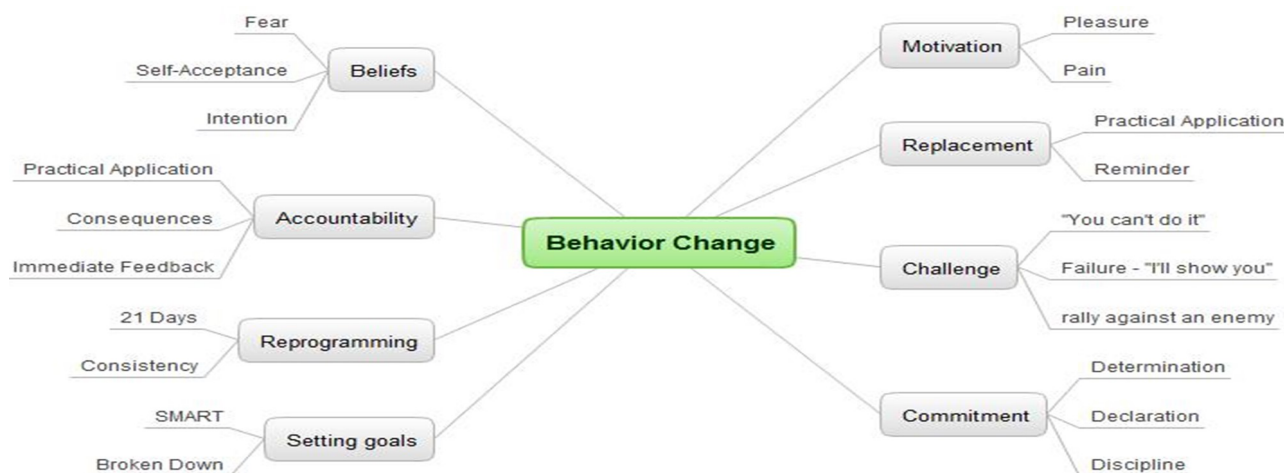 Fear
Self-Acceptance
Intention
Beliefs
Practical Application
Consequences
Immediate Feedback
Accountability
21 Days
Consistency
Reprogramming
SMART
Broken Down
Setting goals
Behavior Change
Motivation
Pleasure
Pain
Replacement
Practical Application
Reminder
Challenge
"You can't do it"
Failure - "I'll show you"
rally against an enemy
Commitment
Determination
Declaration
Discipline